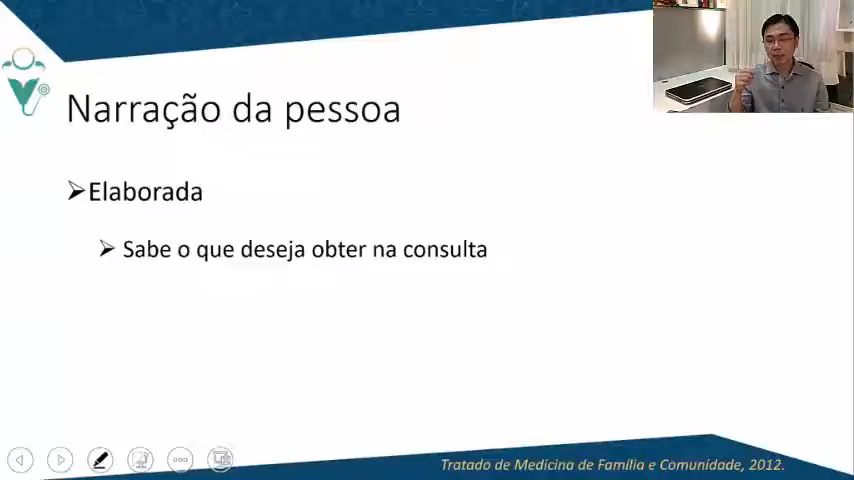 Narração da pessoa
Elaborada
Sabe o que deseja obter na consulta
Tratado de Medicina de Família e Comunidade, 2012.